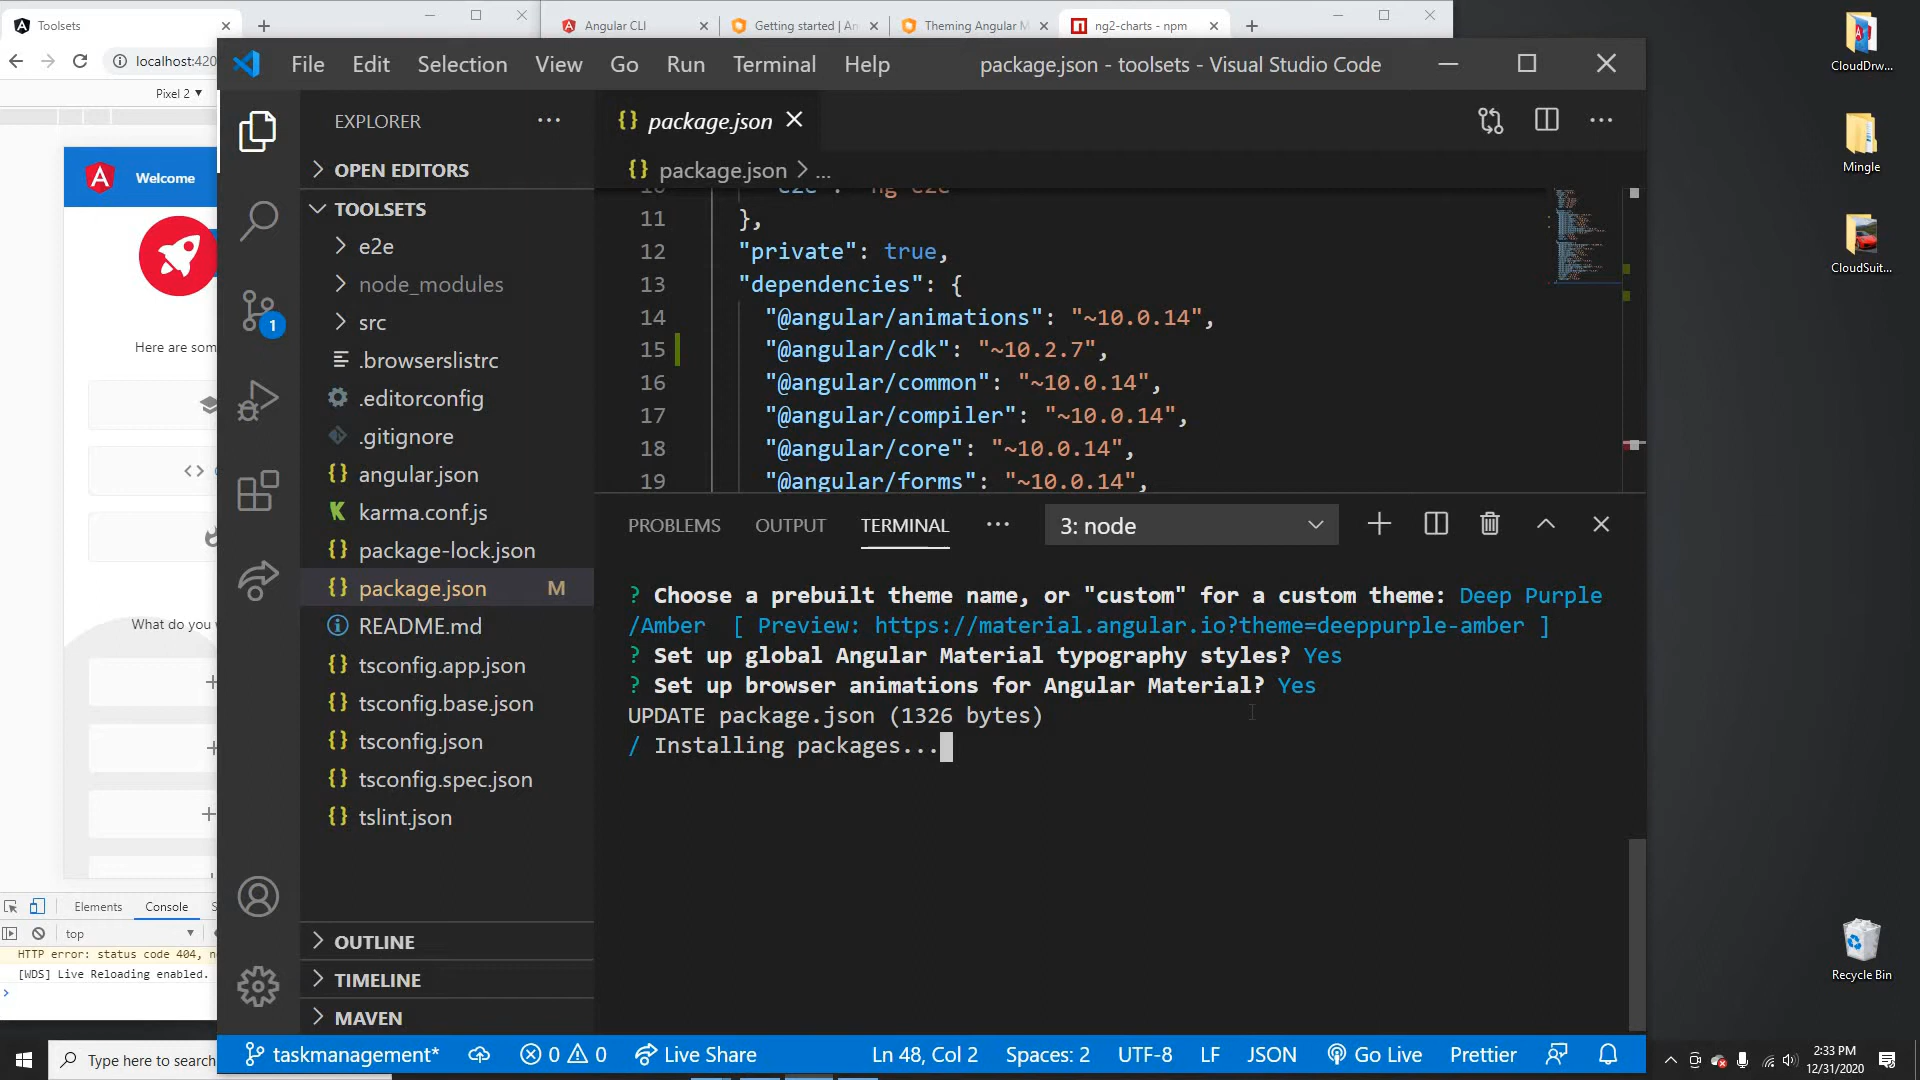 Toolsets
Angular CLI
Getting started | An
Theming Angular M
ng2-charts - npm
localhost:420
Pixel 2
Welcome
Here are som
What do you w
Elements
Console
top
HTTP error: status code 404, n
[WDS] Live Reloading enabled.
File Edit Selection View Go Run Terminal Help
package.json - toolsets - Visual Studio Code
EXPLORER
OPEN EDITORS
TOOLSETS
e2e
node_modules
src
.browserslistrc
.editorconfig
.gitignore
angular.json
karma.conf.js
package-lock.json
package.json M
README.md
tsconfig.app.json
tsconfig.base.json
tsconfig.json
tsconfig.spec.json
tslint.json
OUTLINE
TIMELINE
MAVEN
1
package.json
package.json > ...
10 "e2e": "ng e2e"
11 },
12 "private": true,
13 "dependencies": {
14 "@angular/animations": "~10.0.14",
15 "@angular/cdk": "~10.2.7",
16 "@angular/common": "~10.0.14",
17 "@angular/compiler": "~10.0.14",
18 "@angular/core": "~10.0.14",
19 "@angular/forms": "~10.0.14",
PROBLEMS OUTPUT TERMINAL ... 3: node
? Choose a prebuilt theme name, or "custom" for a custom theme: Deep Purple
/Amber [ Preview: https://material.angular.io?theme=deeppurple-amber ]
? Set up global Angular Material typography styles? Yes
? Set up browser animations for Angular Material? Yes
UPDATE package.json (1326 bytes)
/ Installing packages...
taskmanagement* 0 0 Live Share Ln 48, Col 2 Spaces: 2 UTF-8 LF JSON Go Live Prettier
CloudDrw...
Mingle
CloudSuit...
Recycle Bin
Type here to search
2:33 PM
12/31/2020